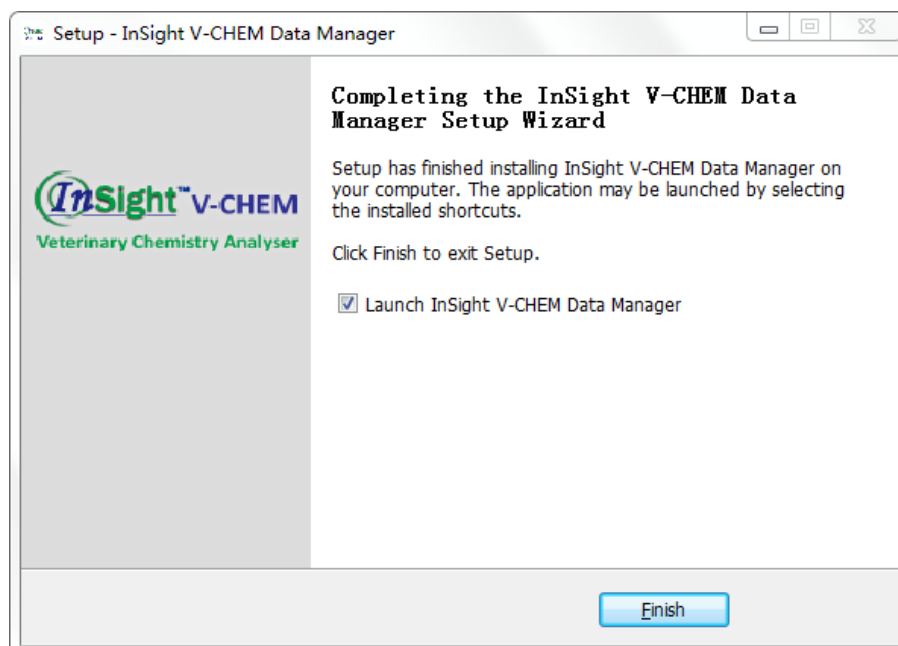 Setup - InSight V-CHEM Data Manager
InSight™ V-CHEM
Veterinary Chemistry Analyser
Completing the InSight V-CHEM Data
Manager Setup Wizard
Setup has finished installing InSight V-CHEM Data Manager on
your computer. The application may be launched by selecting
the installed shortcuts.
Click Finish to exit Setup.
Launch InSight V-CHEM Data Manager
Finish